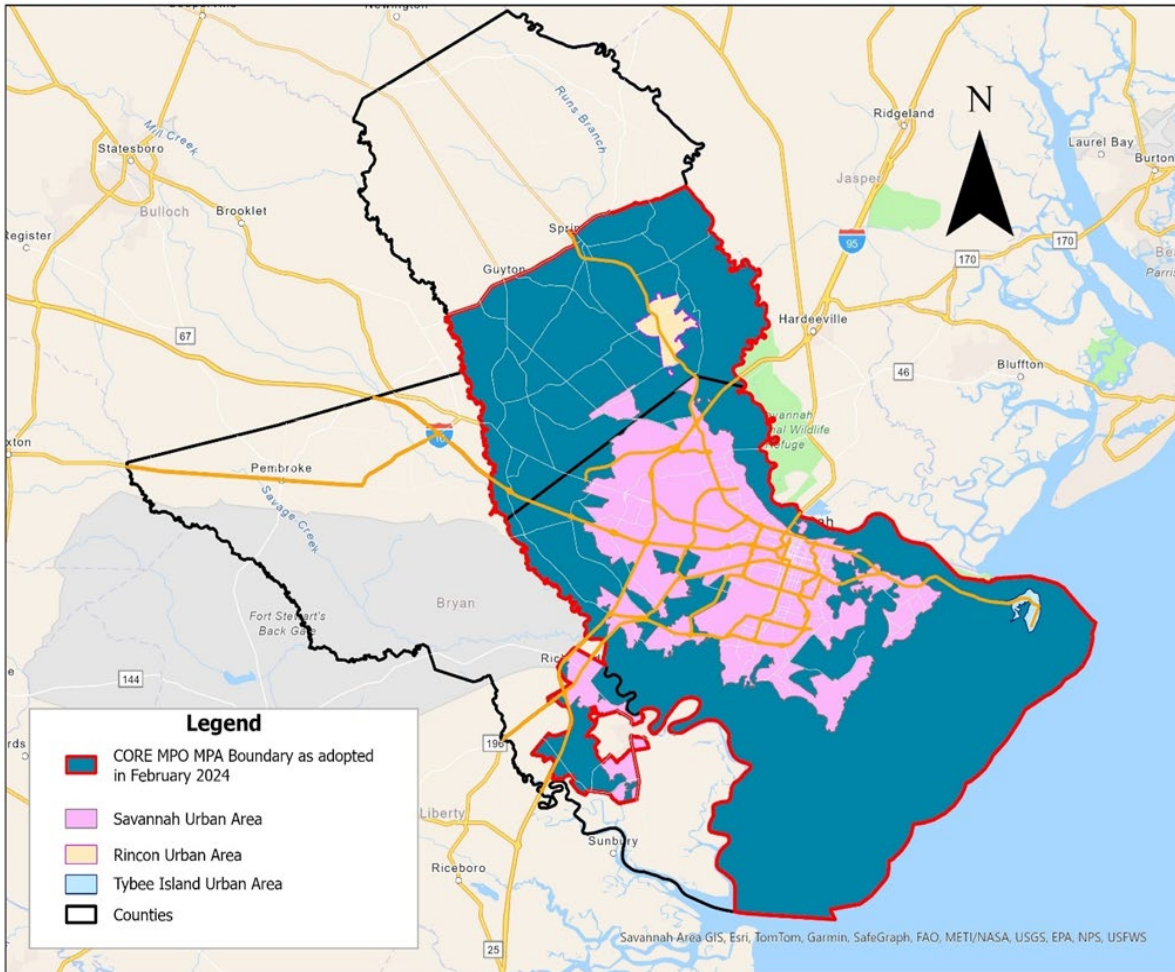 Newington
N
Ridgeland
Laurel Bay
Burton
Runs Branch
Mill Creek
Statesboro
Jasper
Bulloch
Brooklet
Register
95
170
170
Guyton
67
Hardeeville
46
Bluffton
16
Pembroke
Savage Creek
Bryan
Fort Stewart's
Back Gate
144
196
Liberty
Sunbury
Riceboro
25
Legend
CORE MPO MPA Boundary as adopted
in February 2024
Savannah Urban Area
Rincon Urban Area
Tybee Island Urban Area
Counties
Savannah Area GIS, Esri, TomTom, Garmin, SafeGraph, FAO, METI/NASA, USGS, EPA, NPS, USFWS